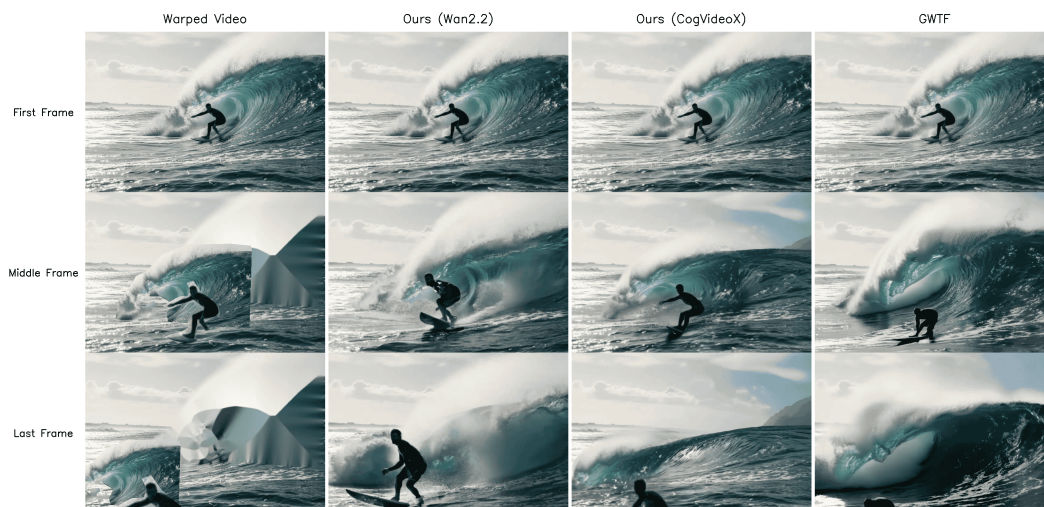 Warped Video
Ours (Wan2.2)
Ours (CogVideoX)
GWTF
First Frame
Middle Frame
Last Frame